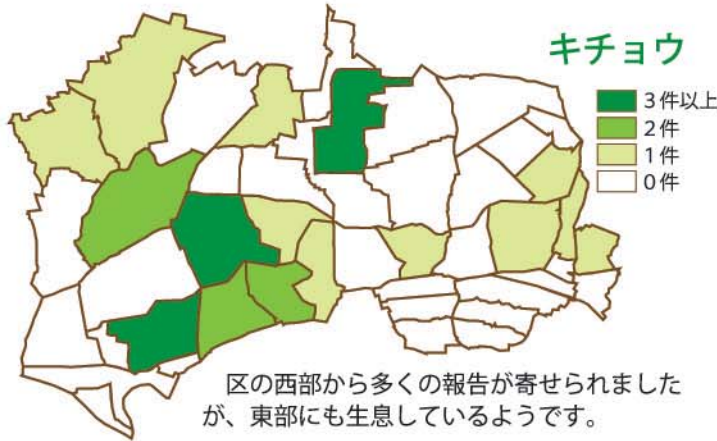 キチョウ
3件以上
2件
1件
0件
区の西部から多くの報告が寄せられました
が、東部にも生息しているようです。